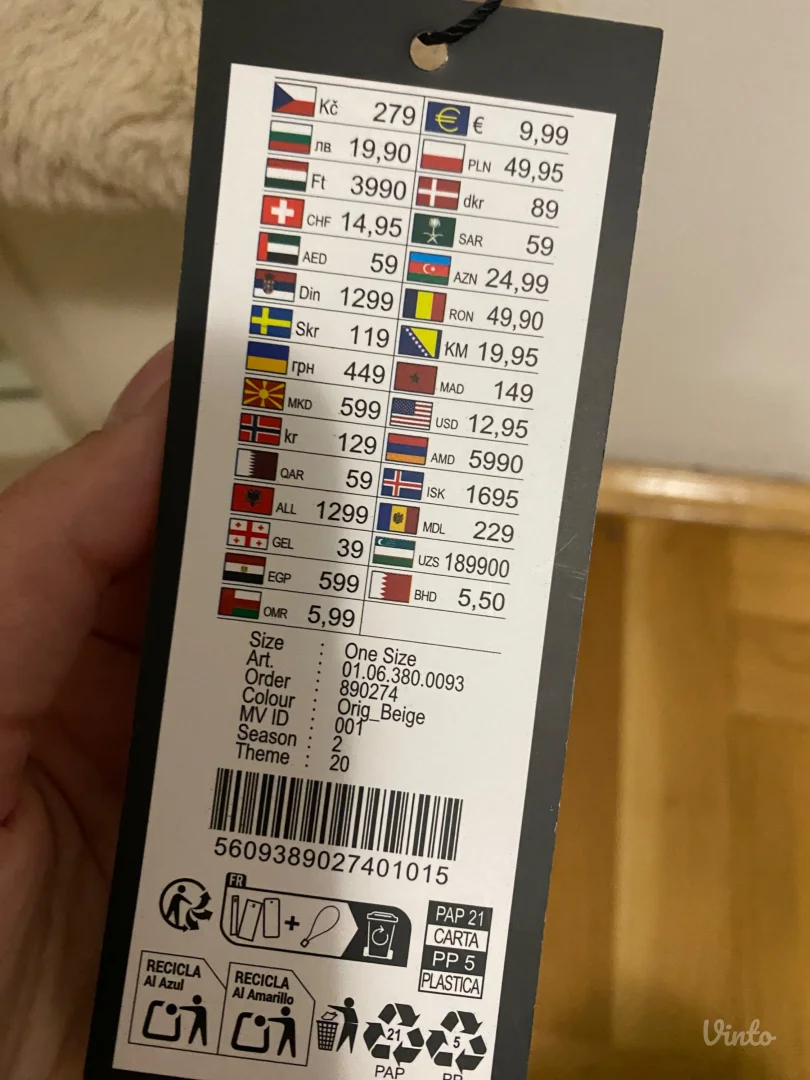 Kč 279 € 9,99
лв 19,90 PLN 49,95
Ft 3990 dkr 89
CHF 14,95 SAR 59
AED 59 AZN 24,99
Din 1299 RON 49,90
Skr 119 KM 19,95
грн 449 MAD 149
MKD 599 USD 12,95
kr 129 AMD 5990
QAR 59 ISK 1695
ALL 1299 MDL 229
GEL 39 UZS 189900
EGP 599 BHD 5,50
OMR 5,99
Size : One Size
Art. : 01.06.380.0093
Order : 890274
Colour : Orig_Beige
MV ID : 001
Season : 2
Theme : 20
5609389027401015
FR
+
PAP 21
CARTA
PP 5
PLASTICA
RECICLA
Al Azul
RECICLA
Al Amarillo
21
PAP
5
PP
Vinto